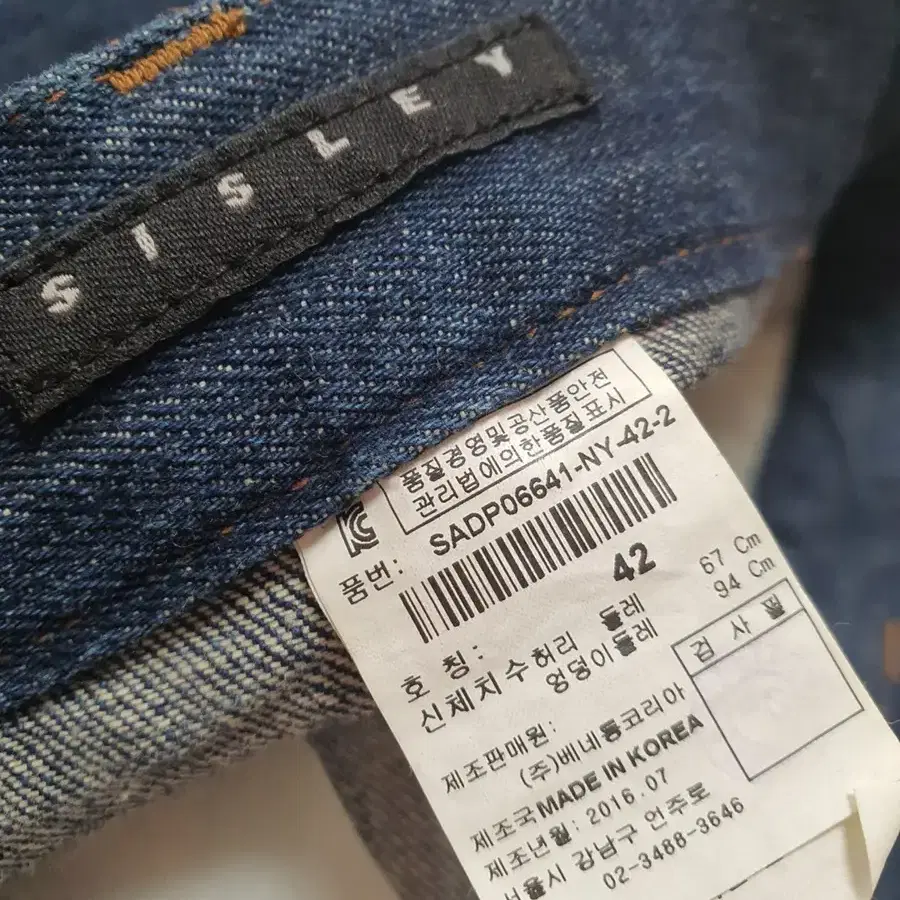 SISLEY
품질경영및공산품안전
관리법에의한품질표시
품번: SADP06641-NY-42-2
호 칭: 42
신체치수허리 둘레 67 Cm
엉덩이둘레 94 Cm
검 사 필
제조판매원:
(주)베네통코리아
제조국MADE IN KOREA
제조년월: 2016.07
서울시 강남구 언주로
02-3488-3646